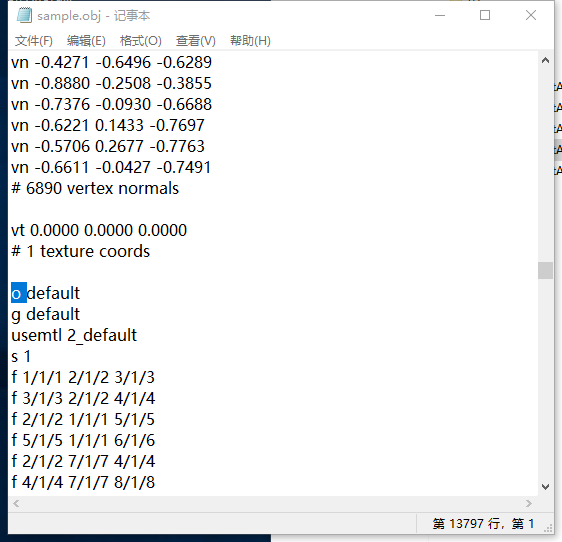 sample.obj - 记事本
文件(F) 编辑(E) 格式(O) 查看(V) 帮助(H)
vn -0.4271 -0.6496 -0.6289
vn -0.8880 -0.2508 -0.3855
vn -0.7376 -0.0930 -0.6688
vn -0.6221 0.1433 -0.7697
vn -0.5706 0.2677 -0.7763
vn -0.6611 -0.0427 -0.7491
# 6890 vertex normals

vt 0.0000 0.0000 0.0000
# 1 texture coords

o default
g default
usemtl 2_default
s 1
f 1/1/1 2/1/2 3/1/3
f 3/1/3 2/1/2 4/1/4
f 2/1/2 1/1/1 5/1/5
f 5/1/5 1/1/1 6/1/6
f 2/1/2 7/1/7 4/1/4
f 4/1/4 7/1/7 8/1/8
第 13797 行，第 1